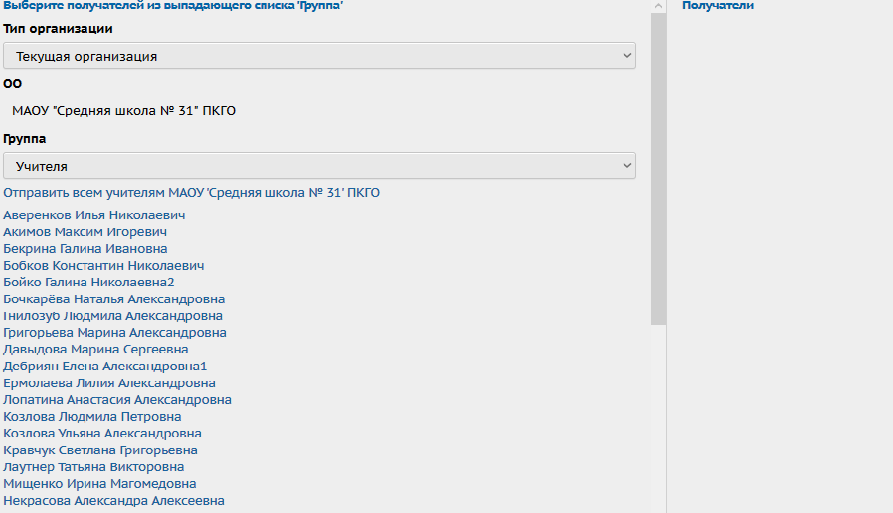 Выберите получателей из выпадающего списка 'Группа'
Получатели
Тип организации
Текущая организация
ОО
МАОУ "Средняя школа № 31" ПКГО
Группа
Учителя
Отправить всем учителям МАОУ 'Средняя школа № 31' ПКГО
Аверенков Илья Николаевич
Акимов Максим Игоревич
Бекрина Галина Ивановна
Бобков Константин Николаевич
Бойко Галина Николаевна2
Бочкарёва Наталья Александровна
Гнилозуб Людмила Александровна
Григорьева Марина Александровна
Давыдова Марина Сергеевна
Дебриян Елена Александровна1
Ермолаева Лилия Александровна
Лопатина Анастасия Александровна
Козлова Людмила Петровна
Козлова Ульяна Александровна
Кравчук Светлана Григорьевна
Лаутнер Татьяна Викторовна
Мищенко Ирина Магомедовна
Некрасова Александра Алексеевна